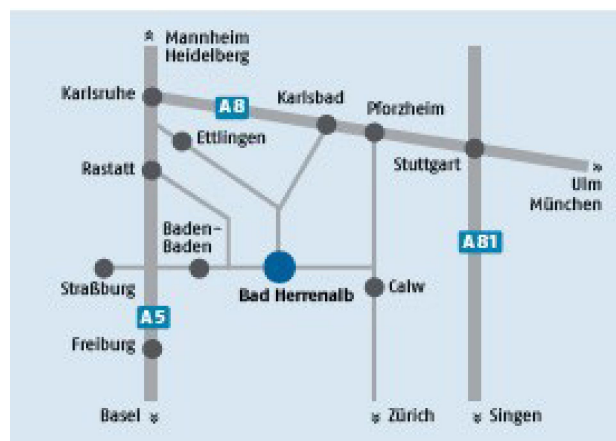 Mannheim
Heidelberg
Karlsruhe
A8
Karlsbad
Pforzheim
Ettlingen
Stuttgart
Rastatt
Ulm
München
Baden-
Baden
A81
Straßburg
Bad Herrenalb
Calw
A5
Freiburg
Basel
Zürich
Singen